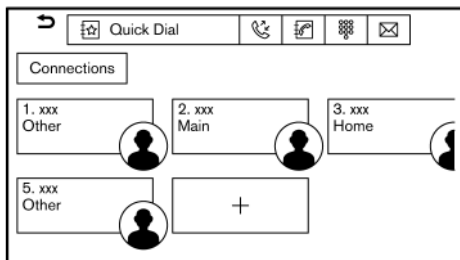 Quick Dial
Connections
1. xxx
Other
2. xxx
Main
3. xxx
Home
5. xxx
Other
+